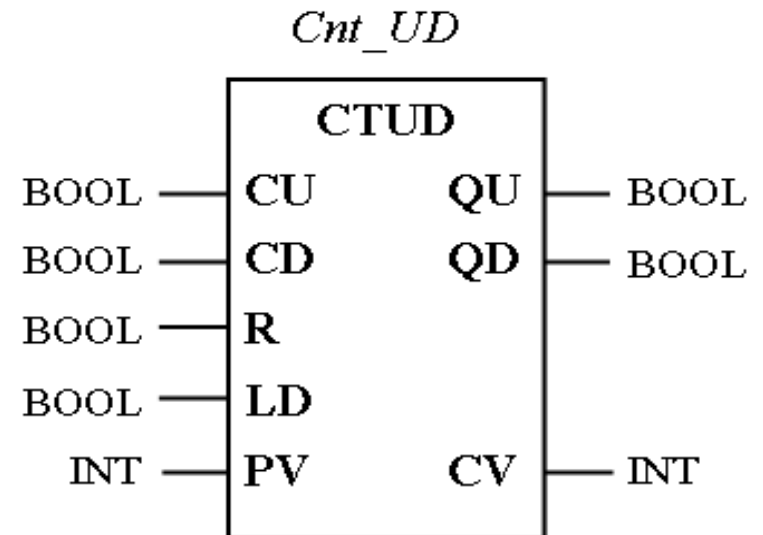 Cnt_UD
CTUD
BOOL CU QU BOOL
BOOL CD QD BOOL
BOOL R
BOOL LD
INT PV CV INT